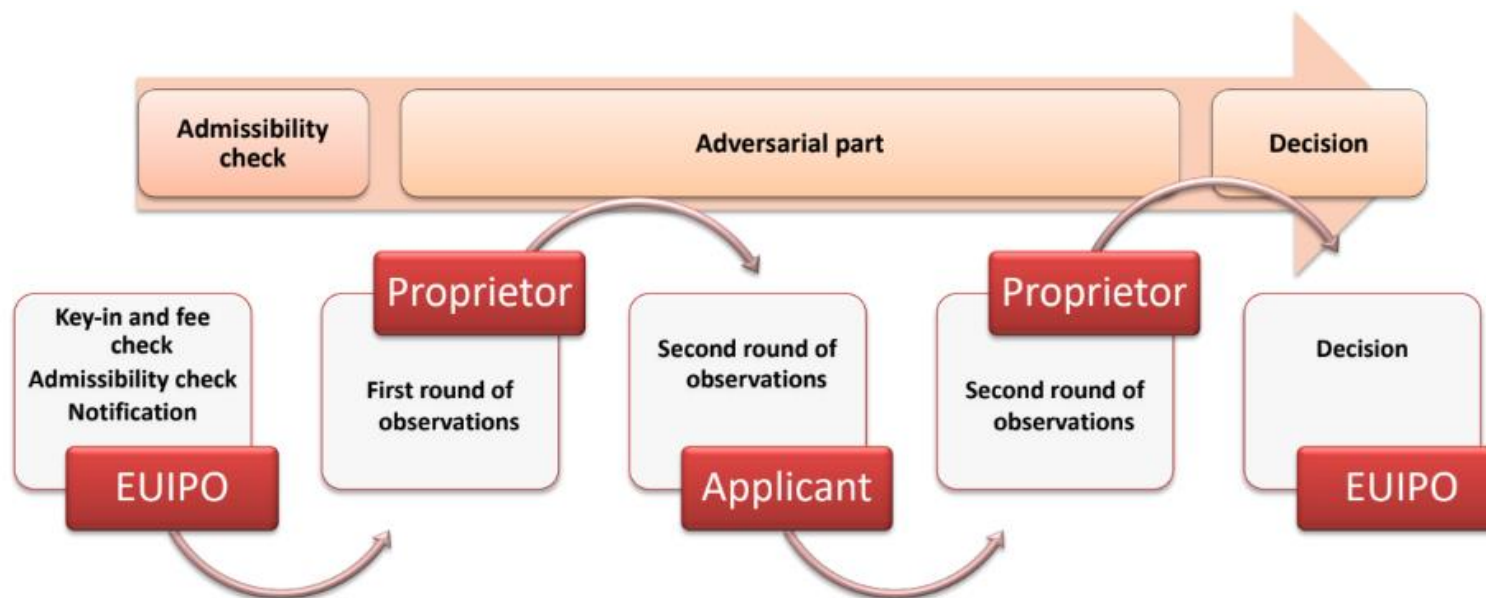 Admissibility
check
Adversarial part
Decision
Key-in and fee
check
Admissibility check
Notification
EUIPO
Proprietor
First round of
observations
Second round of
observations
Applicant
Proprietor
Second round of
observations
Decision
EUIPO